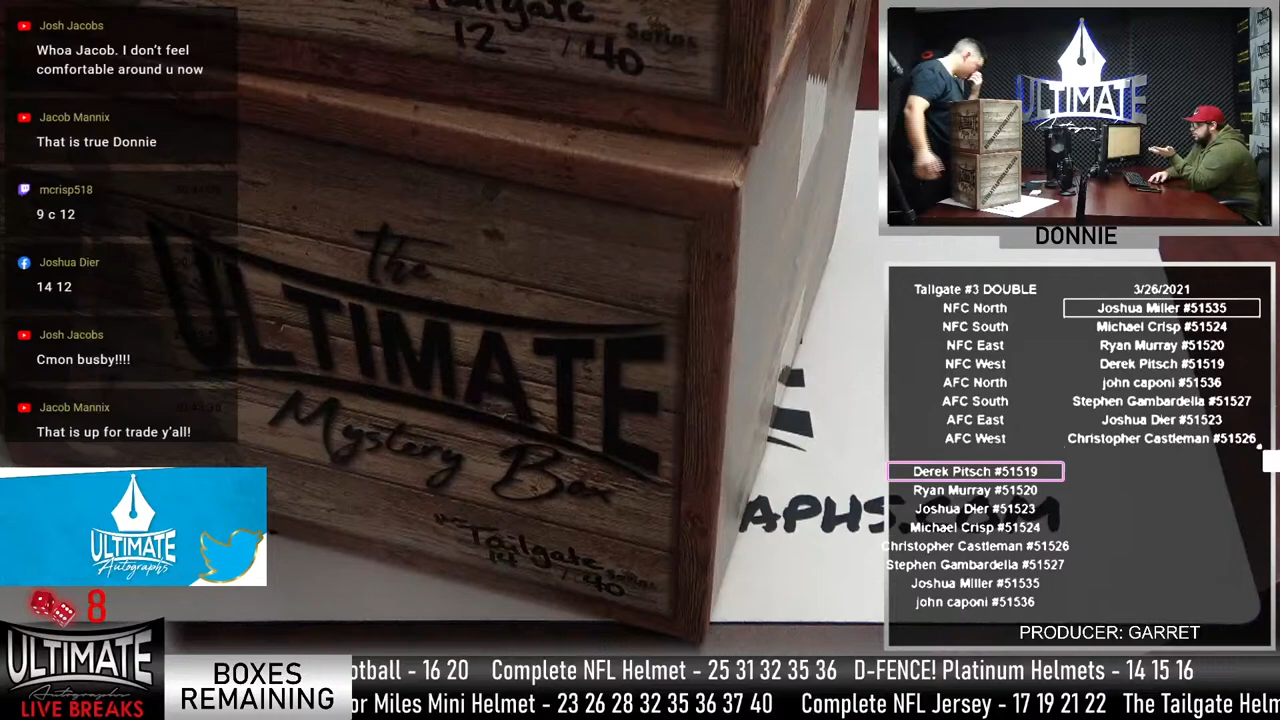 Josh Jacobs
Whoa Jacob. I don't feel
comfortable around u now
Jacob Mannix
That is true Donnie
mcrisp518
9 c 12
Joshua Dier
14 12
Josh Jacobs
Cmon busby!!!!
Jacob Mannix
That is up for trade y'all!
Tailgate
Series
12 / 40
the
ULTIMATE
Mystery Box
Tailgate
Series
14 / 40
APHS.COM
ULTIMATE
Autographs
ULTIMATE
Autographs
DONNIE
Tailgate #3 DOUBLE 3/26/2021
NFC North Joshua Miller #51535
NFC South Michael Crisp #51524
NFC East Ryan Murray #51520
NFC West Derek Pitsch #51519
AFC North john caponi #51536
AFC South Stephen Gambardella #51527
AFC East Joshua Dier #51523
AFC West Christopher Castleman #51526
Derek Pitsch #51519
Ryan Murray #51520
Joshua Dier #51523
Michael Crisp #51524
Christopher Castleman #51526
Stephen Gambardella #51527
Joshua Miller #51535
john caponi #51536
PRODUCER: GARRET
8
ULTIMATE
Autographs
LIVE BREAKS
BOXES
REMAINING
otball - 16 20 Complete NFL Helmet - 25 31 32 35 36 D-FENCE! Platinum Helmets - 14 15 16
or Miles Mini Helmet - 23 26 28 32 35 36 37 40 Complete NFL Jersey - 17 19 21 22 The Tailgate Helm